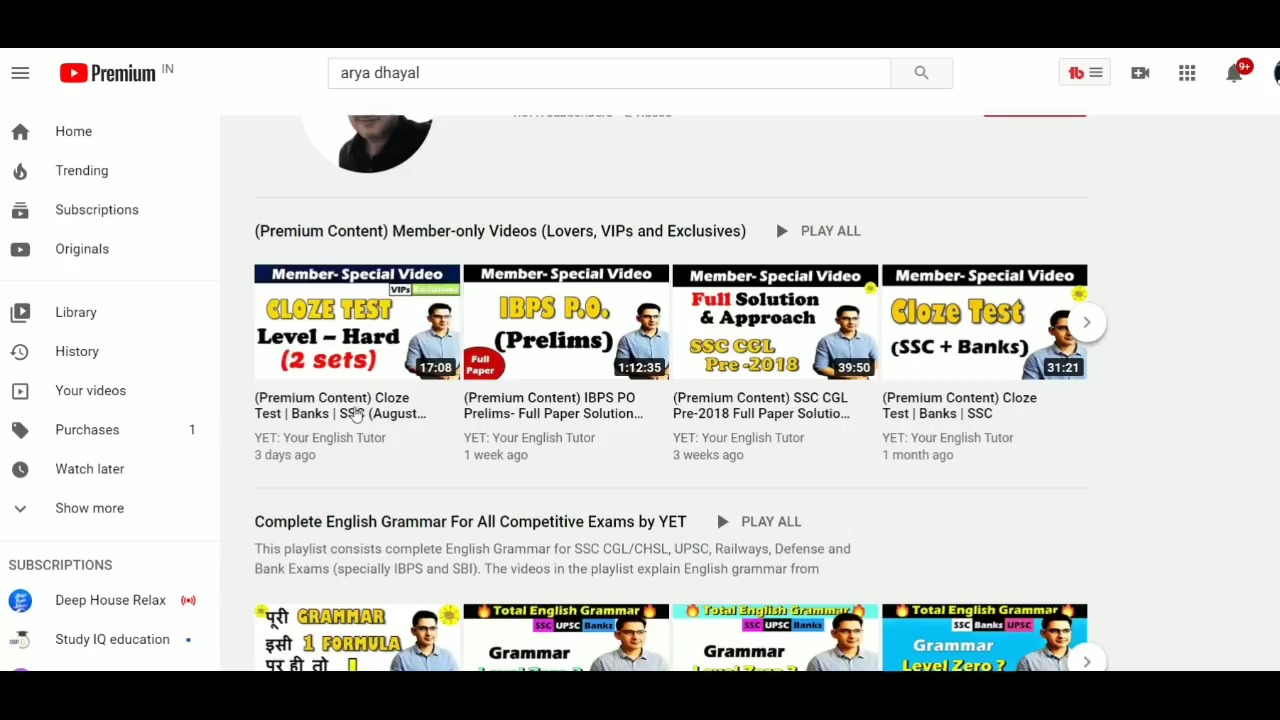 Premium IN
arya dhayal
9+
Home
Trending
Subscriptions
Originals
Library
History
Your videos
Purchases 1
Watch later
Show more
SUBSCRIPTIONS
Deep House Relax
Study IQ education
(Premium Content) Member-only Videos (Lovers, VIPs and Exclusives) PLAY ALL
Member- Special Video
VIPs Exclusives
CLOZE TEST
Level - Hard
(2 sets)
17:08
Member- Special Video
IBPS P.O.
(Prelims)
Full
Paper
1:12:35
Member- Special Video
Full Solution
& Approach
SSC CGL
Pre-2018
39:50
Member- Special Video
Cloze Test
(SSC + Banks)
31:21
(Premium Content) Cloze
Test | Banks | SSC (August...
YET: Your English Tutor
3 days ago
(Premium Content) IBPS PO
Prelims- Full Paper Solution...
YET: Your English Tutor
1 week ago
(Premium Content) SSC CGL
Pre-2018 Full Paper Solutio...
YET: Your English Tutor
3 weeks ago
(Premium Content) Cloze
Test | Banks | SSC
YET: Your English Tutor
1 month ago
Complete English Grammar For All Competitive Exams by YET PLAY ALL
This playlist consists complete English Grammar for SSC CGL/CHSL, UPSC, Railways, Defense and
Bank Exams (specially IBPS and SBI). The videos in the playlist explain English grammar from
पूरी GRAMMAR
इसी 1 FORMULA
पर ही तो
Total English Grammar
SSC UPSC Banks
Grammar
Level Zero ?
Total English Grammar
SSC UPSC Banks
Grammar
Level Zero ?
Total English Grammar
SSC Banks UPSC
Grammar
Level Zero ?